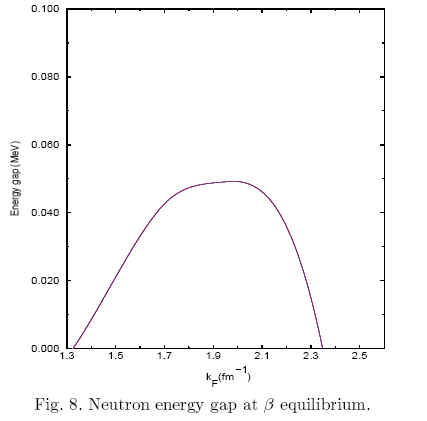 0.100
0.080
0.060
0.040
0.020
0.000
Energy gap (MeV)
1.3 1.5 1.7 1.9 2.1 2.3 2.5
k_F(fm^−1)
Fig. 8. Neutron energy gap at β equilibrium.